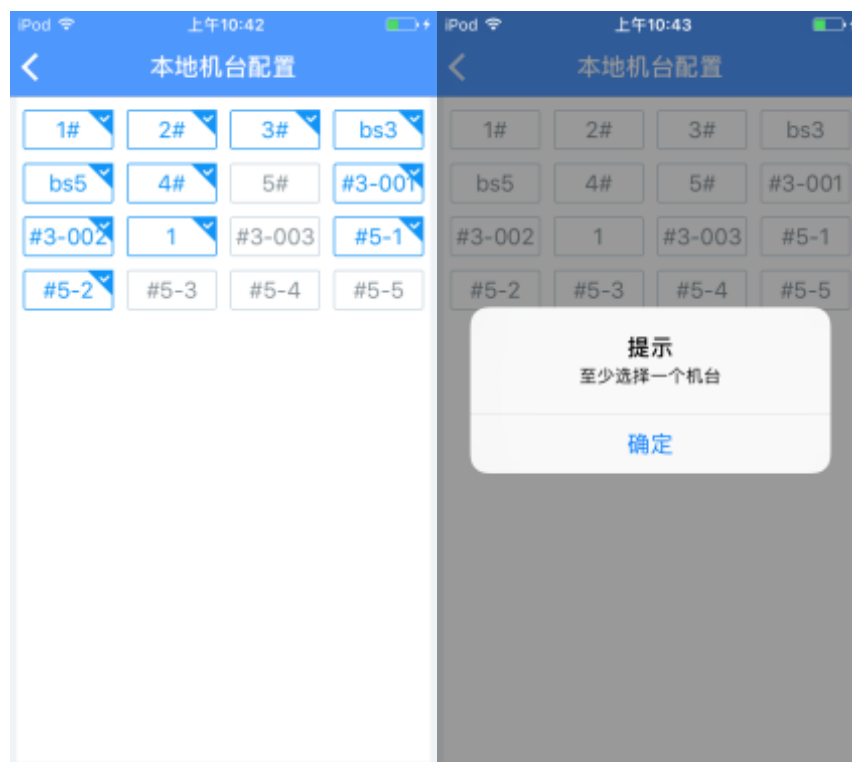 iPod 上午10:42
本地机台配置
1# 2# 3# bs3
bs5 4# 5# #3-001
#3-002 1 #3-003 #5-1
#5-2 #5-3 #5-4 #5-5
iPod 上午10:43
本地机台配置
1# 2# 3# bs3
bs5 4# 5# #3-001
#3-002 1 #3-003 #5-1
#5-2 #5-3 #5-4 #5-5
提示
至少选择一个机台
确定